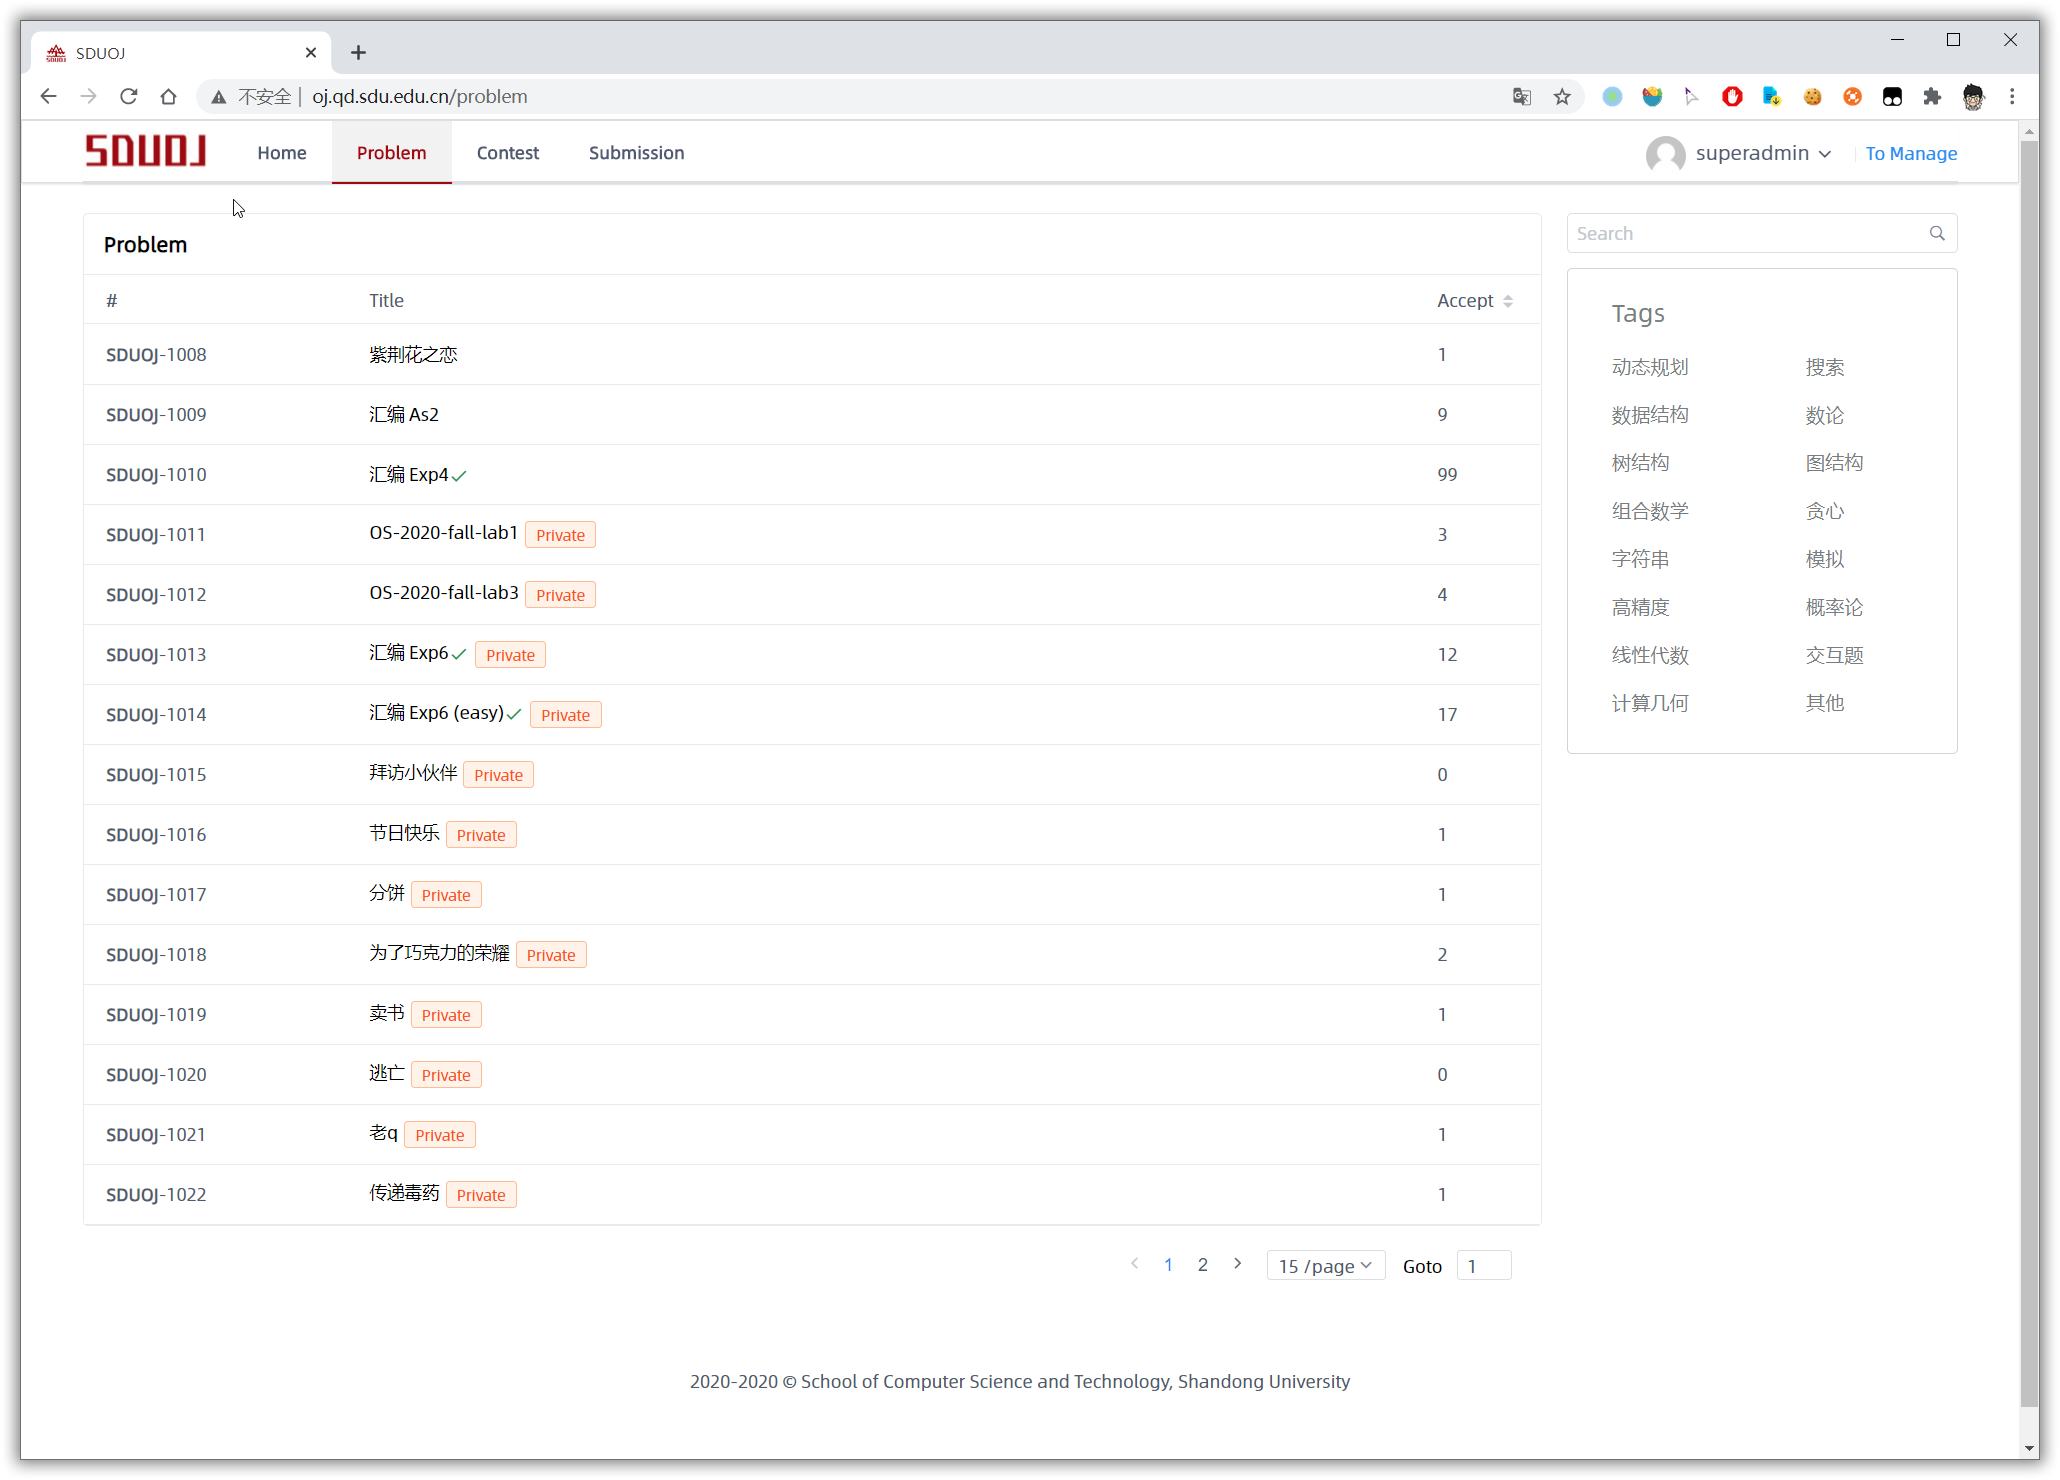 SDUOJ
不安全 | oj.qd.sdu.edu.cn/problem
SDUOJ Home Problem Contest Submission superadmin To Manage
Problem
Search
# Title Accept
SDUOJ-1008 紫荆花之恋 1
SDUOJ-1009 汇编 As2 9
SDUOJ-1010 汇编 Exp4 99
SDUOJ-1011 OS-2020-fall-lab1 Private 3
SDUOJ-1012 OS-2020-fall-lab3 Private 4
SDUOJ-1013 汇编 Exp6 Private 12
SDUOJ-1014 汇编 Exp6 (easy) Private 17
SDUOJ-1015 拜访小伙伴 Private 0
SDUOJ-1016 节日快乐 Private 1
SDUOJ-1017 分饼 Private 1
SDUOJ-1018 为了巧克力的荣耀 Private 2
SDUOJ-1019 卖书 Private 1
SDUOJ-1020 逃亡 Private 0
SDUOJ-1021 老q Private 1
SDUOJ-1022 传递毒药 Private 1
1 2 15 /page Goto 1
Tags
动态规划 搜索
数据结构 数论
树结构 图结构
组合数学 贪心
字符串 模拟
高精度 概率论
线性代数 交互题
计算几何 其他
2020-2020 © School of Computer Science and Technology, Shandong University